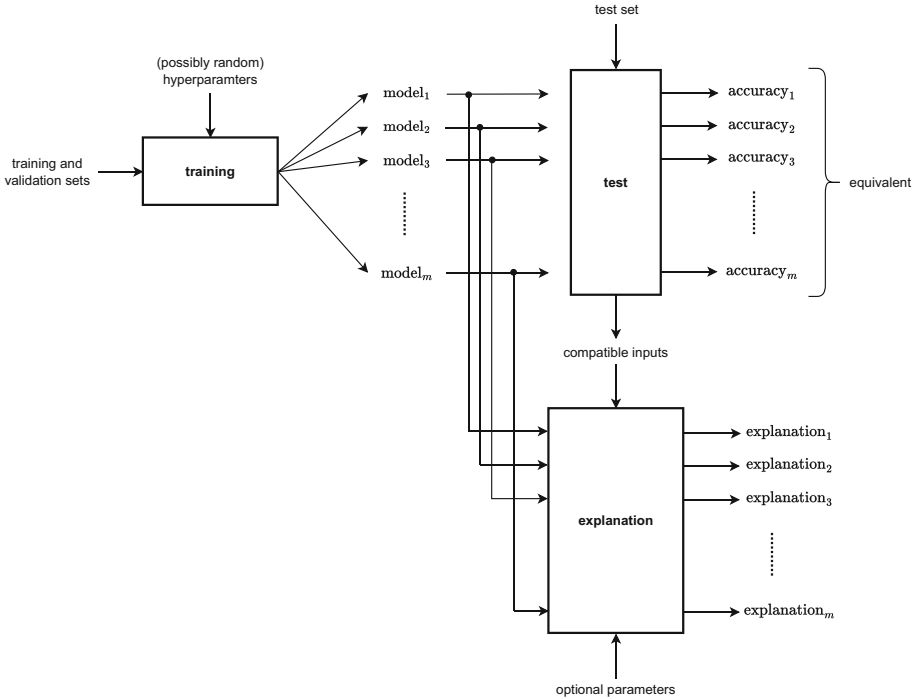 test set
(possibly random)
hyperparamters
training and
validation sets
training
model₁
model₂
model₃
modelₘ
test
accuracy₁
accuracy₂
accuracy₃
accuracyₘ
equivalent
compatible inputs
explanation
explanation₁
explanation₂
explanation₃
explanationₘ
optional parameters